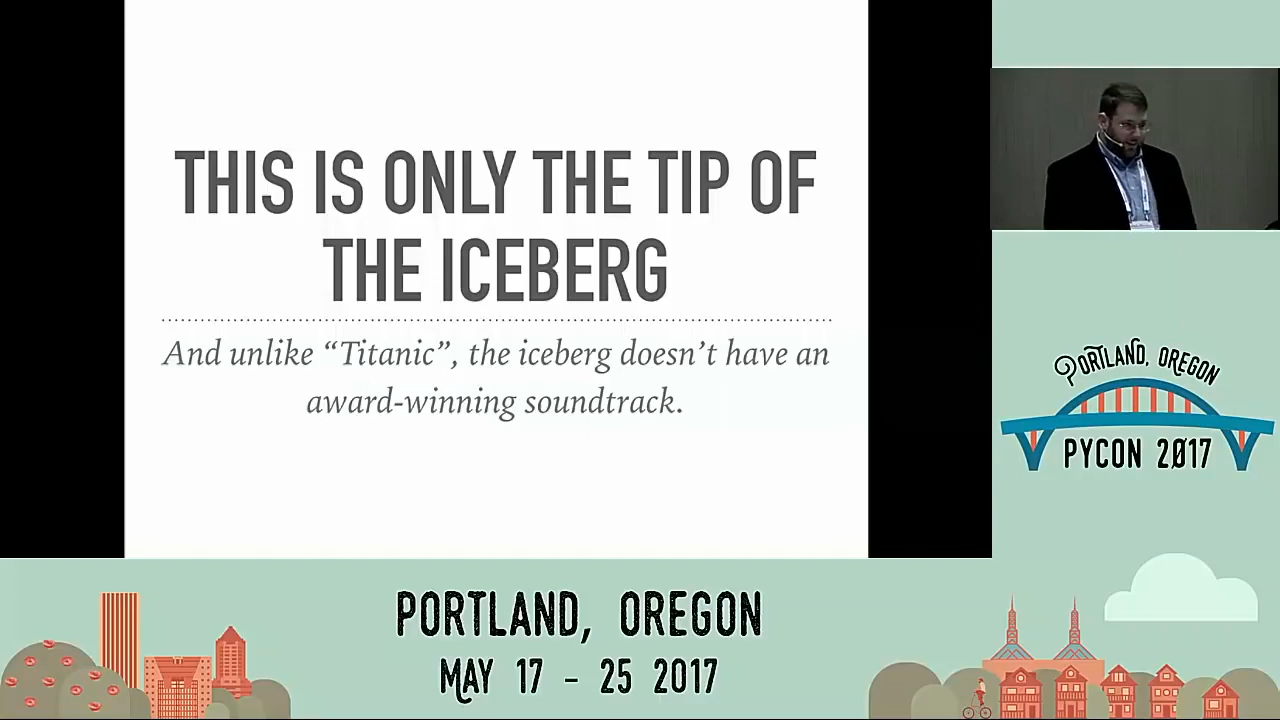 THIS IS ONLY THE TIP OF
THE ICEBERG
And unlike “Titanic”, the iceberg doesn’t have an
award-winning soundtrack.
PORTLAND, OREGON
PYCON 2017
PORTLAND, OREGON
MAY 17 - 25 2017